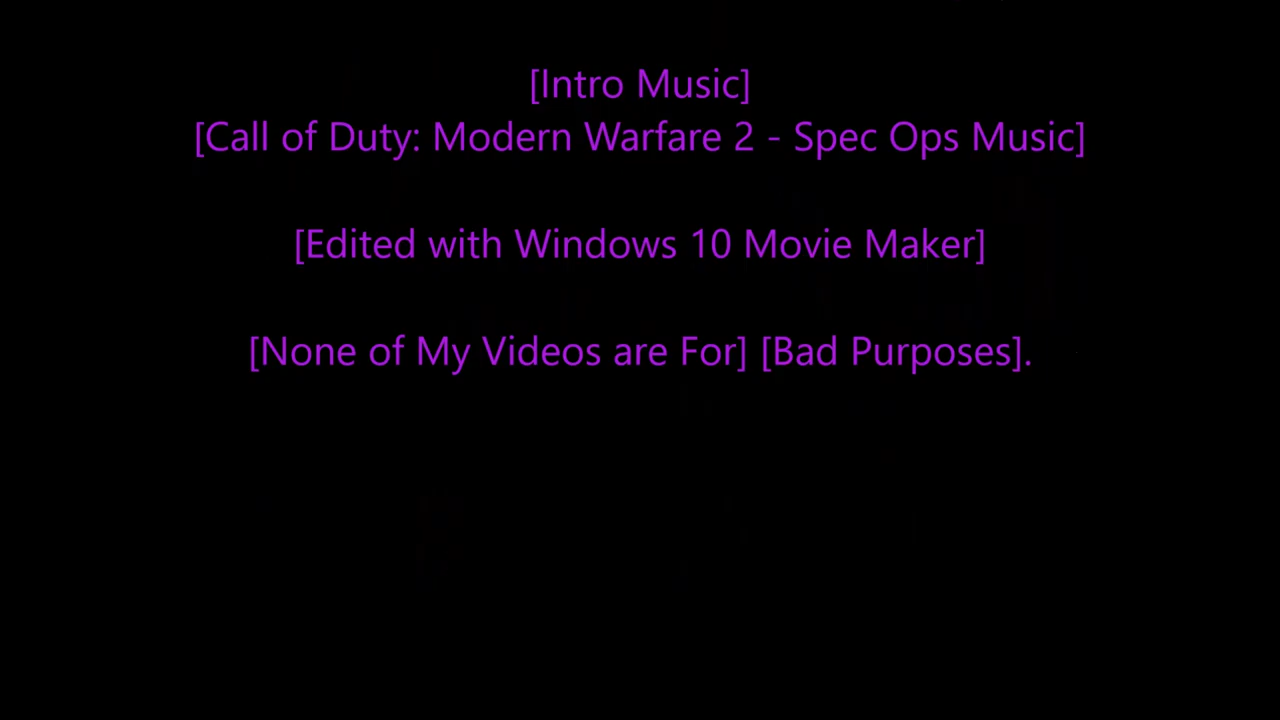 [Intro Music]
[Call of Duty: Modern Warfare 2 - Spec Ops Music]
[Edited with Windows 10 Movie Maker]
[None of My Videos are For] [Bad Purposes].